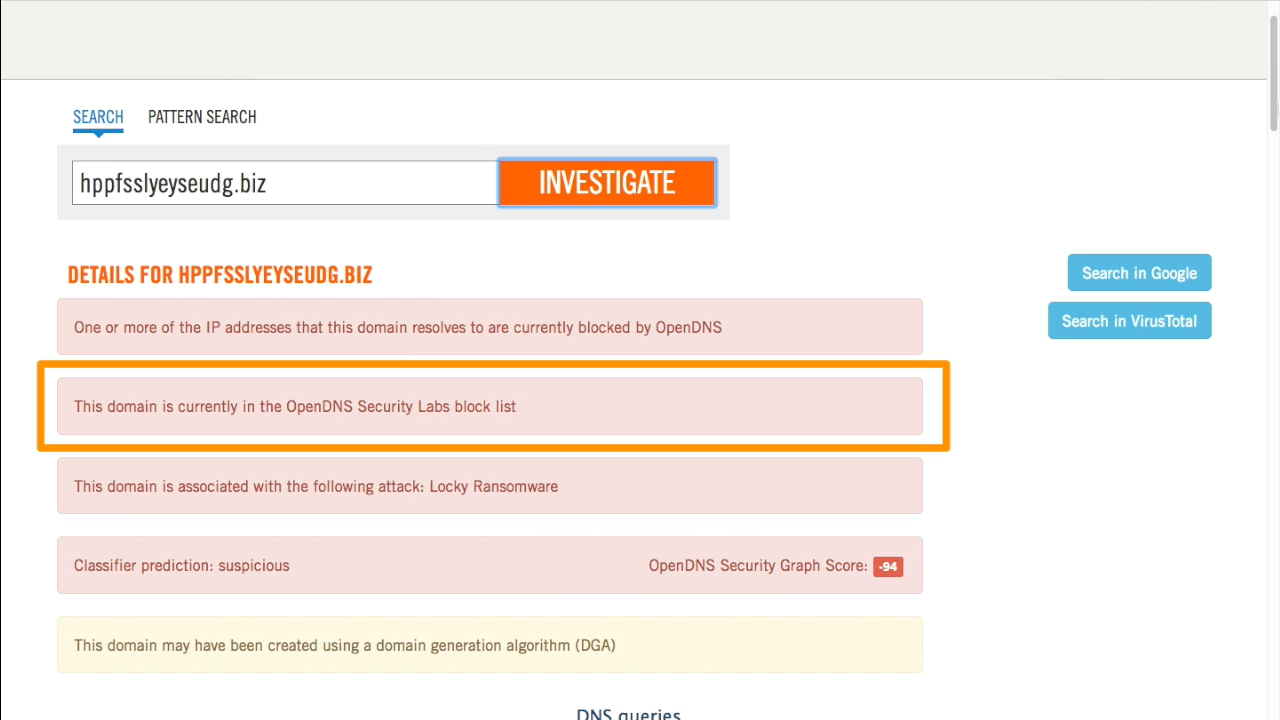 SEARCH PATTERN SEARCH
hppfsslyeyseudg.biz INVESTIGATE
DETAILS FOR HPPFSSLYEYSEUDG.BIZ
Search in Google
One or more of the IP addresses that this domain resolves to are currently blocked by OpenDNS
Search in VirusTotal
This domain is currently in the OpenDNS Security Labs block list
This domain is associated with the following attack: Locky Ransomware
Classifier prediction: suspicious OpenDNS Security Graph Score: -94
This domain may have been created using a domain generation algorithm (DGA)
DNS queries